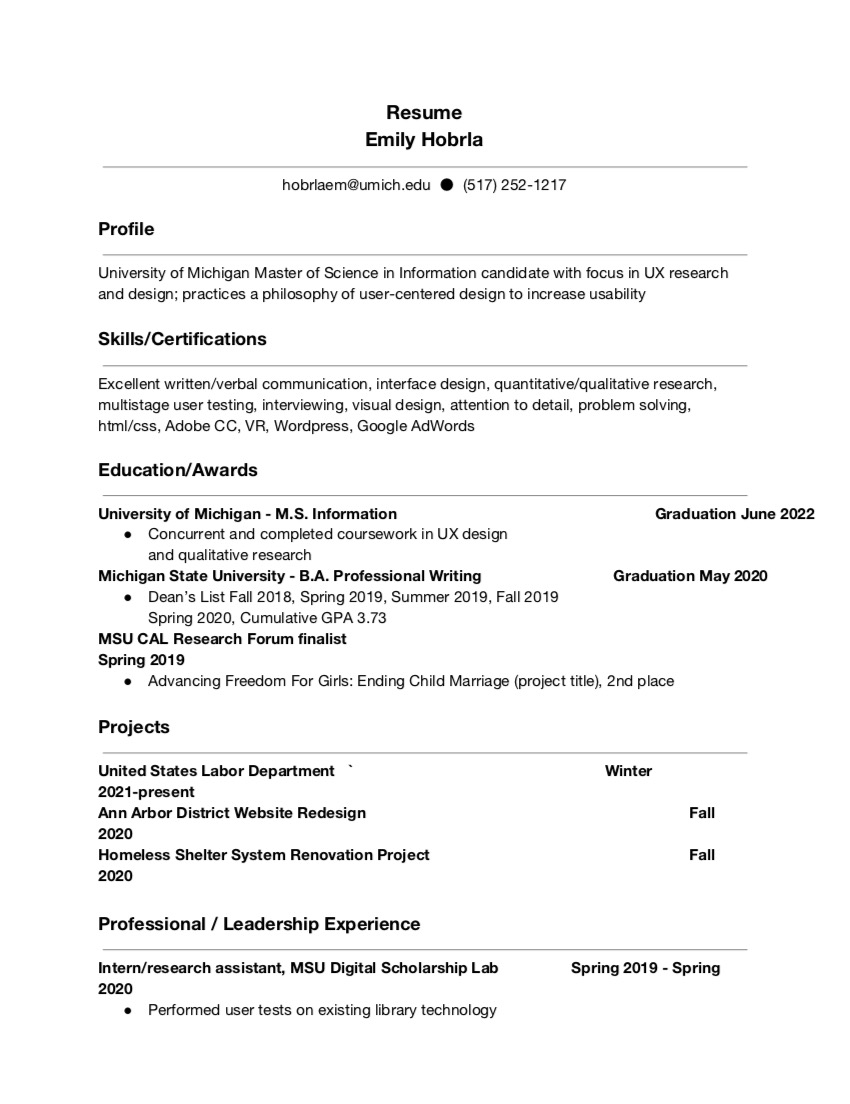 Resume
Emily Hobrla
hobrlaem@umich.edu ● (517) 252-1217
Profile
University of Michigan Master of Science in Information candidate with focus in UX research
and design; practices a philosophy of user-centered design to increase usability
Skills/Certifications
Excellent written/verbal communication, interface design, quantitative/qualitative research,
multistage user testing, interviewing, visual design, attention to detail, problem solving,
html/css, Adobe CC, VR, Wordpress, Google AdWords
Education/Awards
University of Michigan - M.S. Information Graduation June 2022
● Concurrent and completed coursework in UX design
and qualitative research
Michigan State University - B.A. Professional Writing Graduation May 2020
● Dean’s List Fall 2018, Spring 2019, Summer 2019, Fall 2019
Spring 2020, Cumulative GPA 3.73
MSU CAL Research Forum finalist
Spring 2019
● Advancing Freedom For Girls: Ending Child Marriage (project title), 2nd place
Projects
United States Labor Department ` Winter
2021-present
Ann Arbor District Website Redesign Fall
2020
Homeless Shelter System Renovation Project Fall
2020
Professional / Leadership Experience
Intern/research assistant, MSU Digital Scholarship Lab Spring 2019 - Spring
2020
● Performed user tests on existing library technology